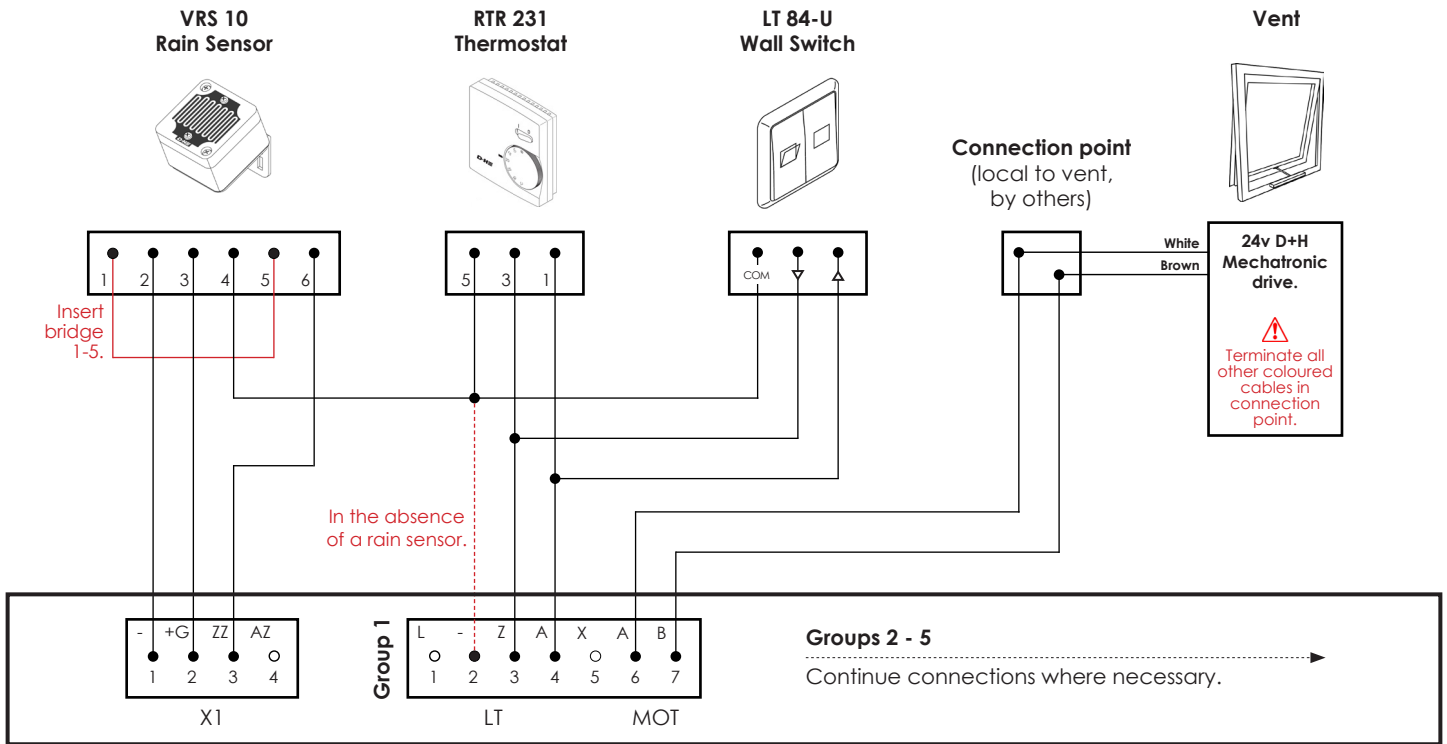 VRS 10
Rain Sensor
RTR 231
Thermostat
LT 84-U
Wall Switch
Vent
D+H
Connection point
(local to vent,
by others)
1 2 3 4 5 6
5 3 1
COM
White
Brown
24v D+H
Mechatronic
drive.
Terminate all
other coloured
cables in
connection
point.
Insert
bridge
1-5.
In the absence
of a rain sensor.
- +G ZZ AZ
1 2 3 4
X1
Group 1
L - Z A X A B
1 2 3 4 5 6 7
LT MOT
Groups 2 - 5
Continue connections where necessary.